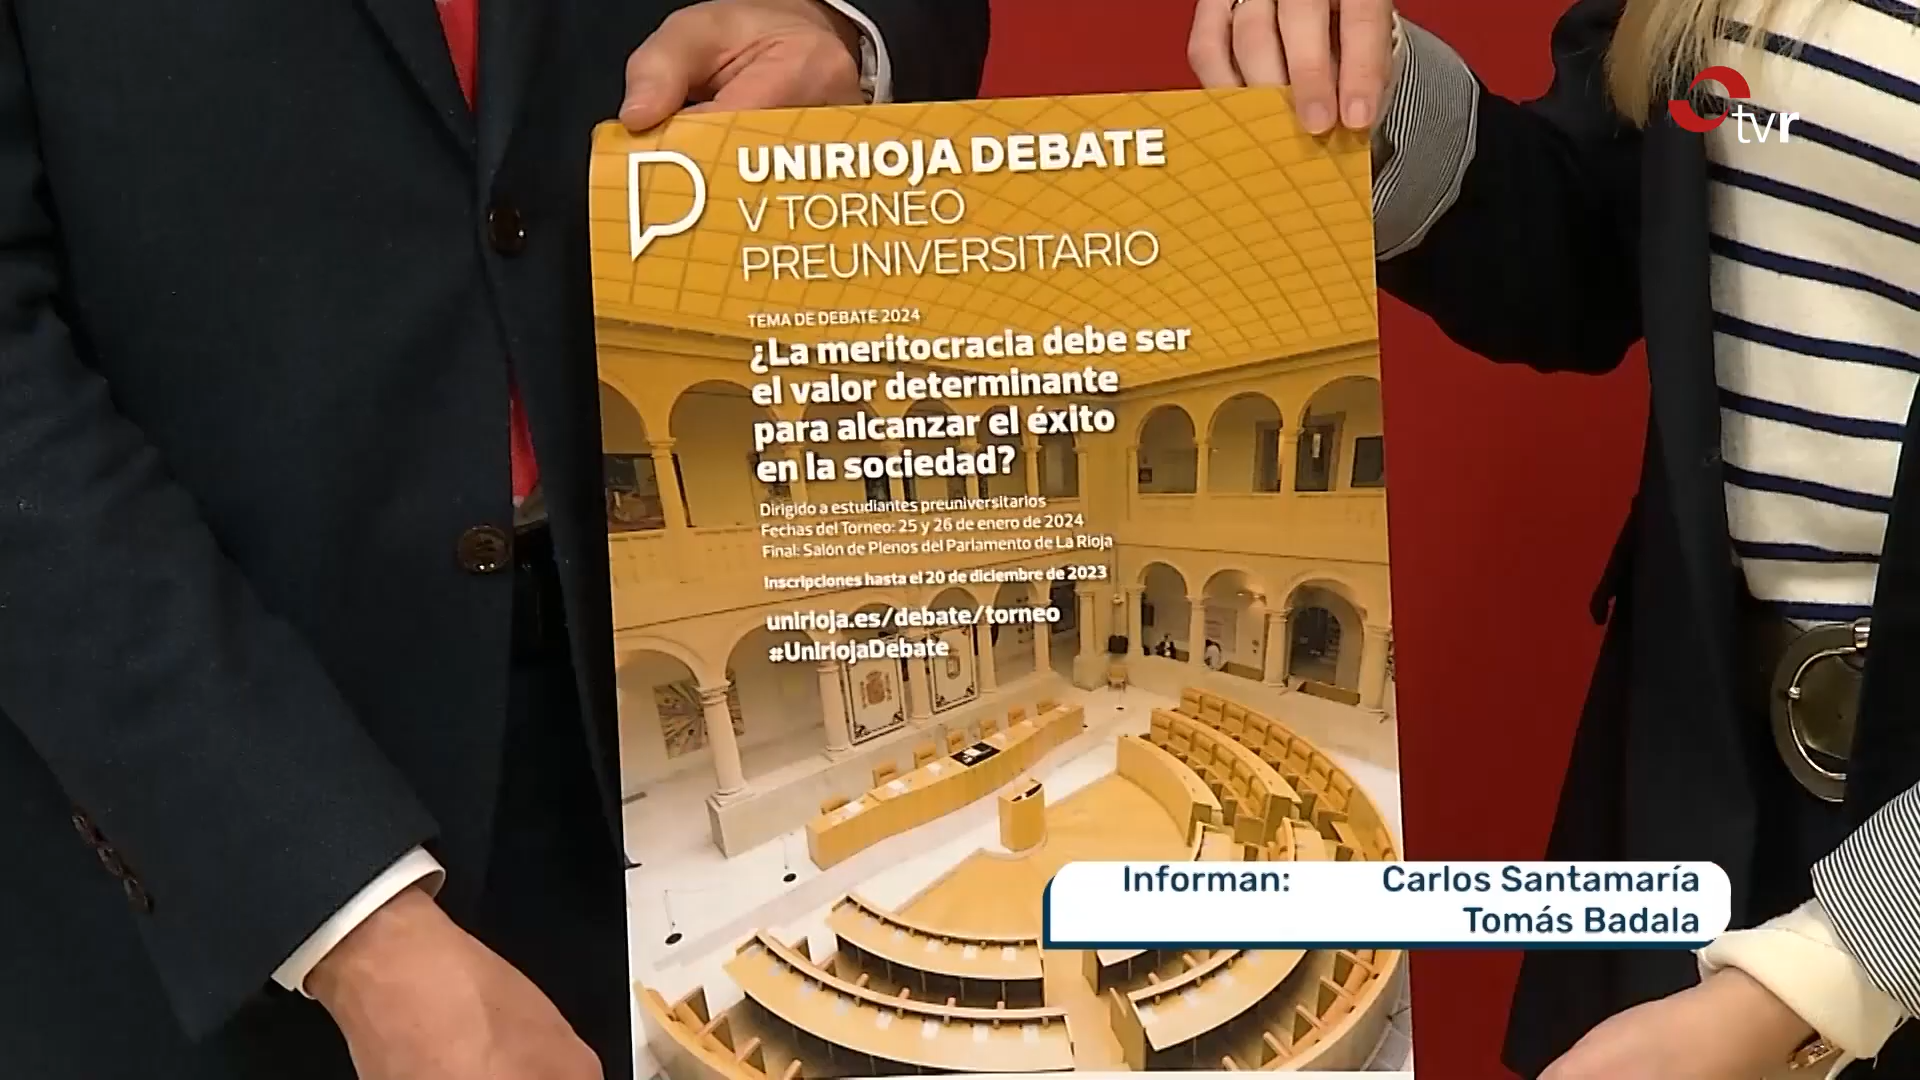 tvr
UNIRIOJA DEBATE
V TORNEO
PREUNIVERSITARIO
TEMA DE DEBATE 2024
¿La meritocracia debe ser
el valor determinante
para alcanzar el éxito
en la sociedad?
Dirigido a estudiantes preuniversitarios
Fechas del Torneo: 25 y 26 de enero de 2024
Final: Salón de Plenos del Parlamento de La Rioja
Inscripciones hasta el 20 de diciembre de 2023
unirioja.es/debate/torneo
#UniriojaDebate
Informan: Carlos Santamaría
Tomás Badala